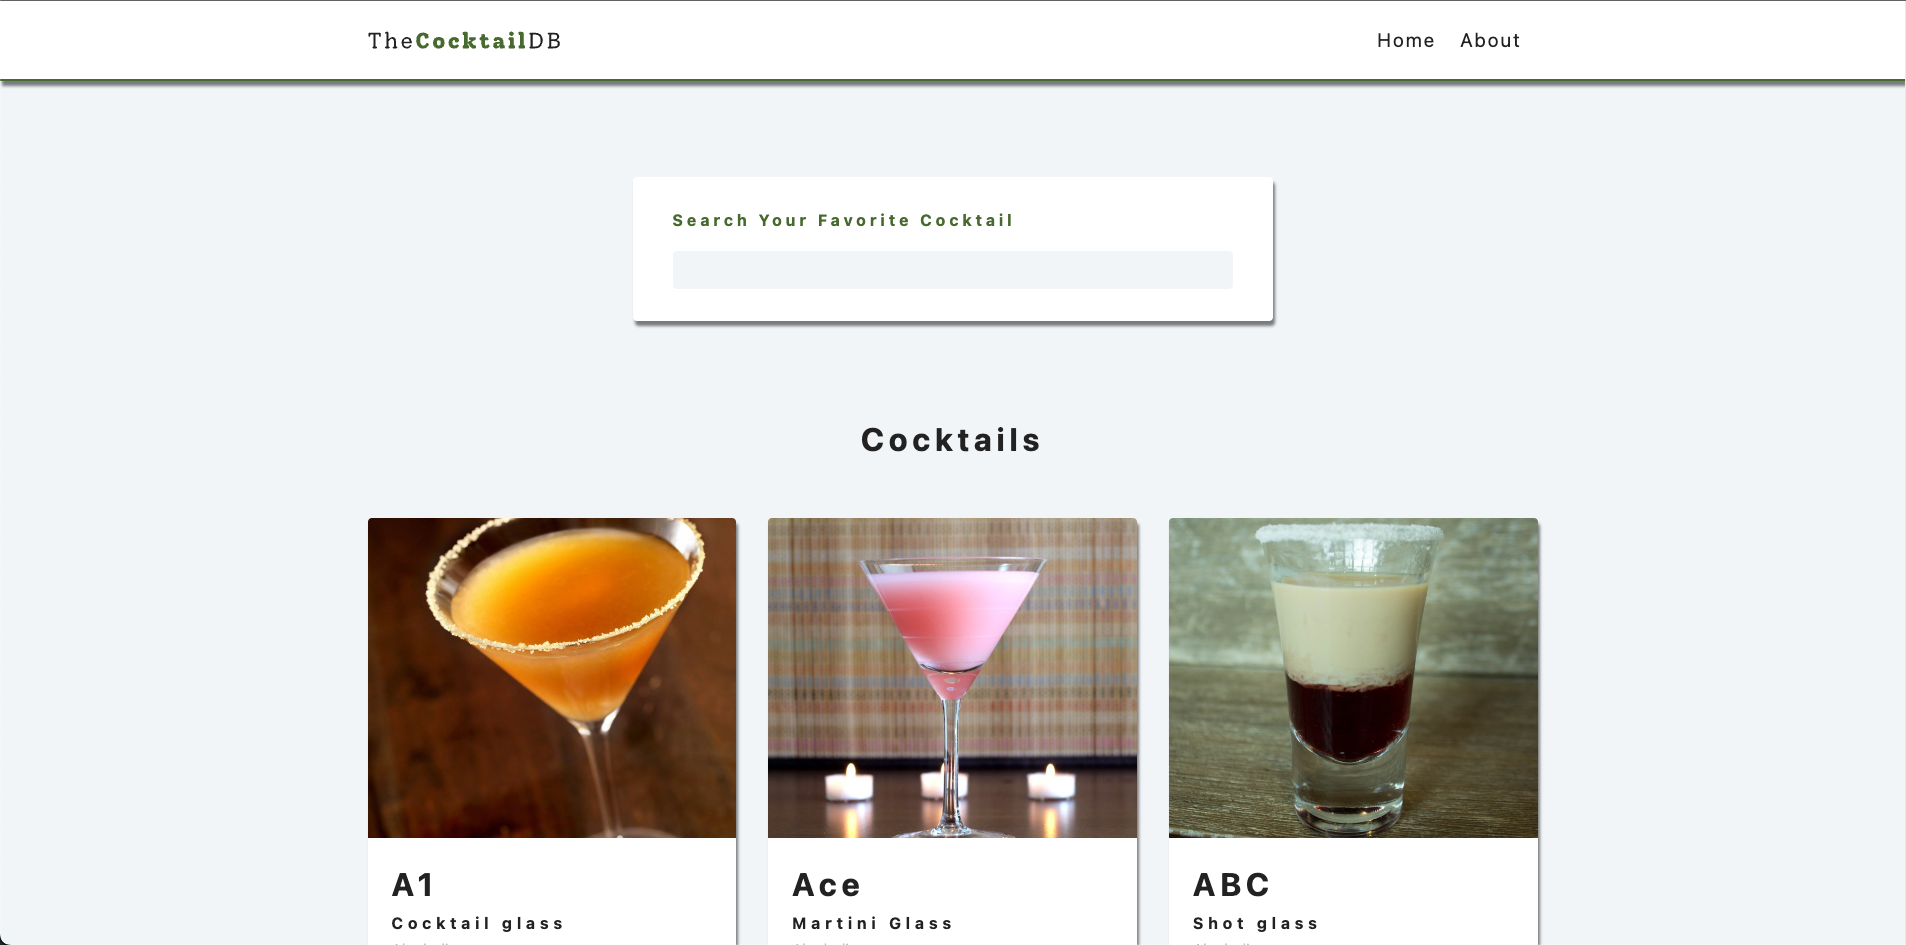 TheCocktailDB
Home About
Search Your Favorite Cocktail
Cocktails
A1
Cocktail glass
Ace
Martini Glass
ABC
Shot glass